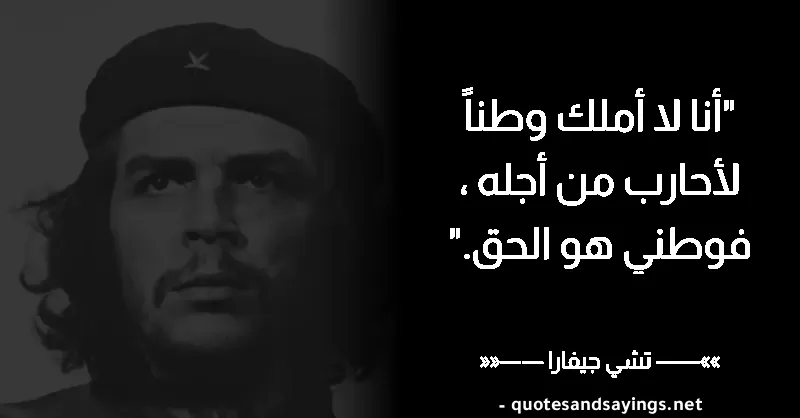 "أنا لا أملك وطناً
لأحارب من أجله ،
فوطني هو الحق."
»»——— تشي جيفارا ———««
- quotesandsayings.net